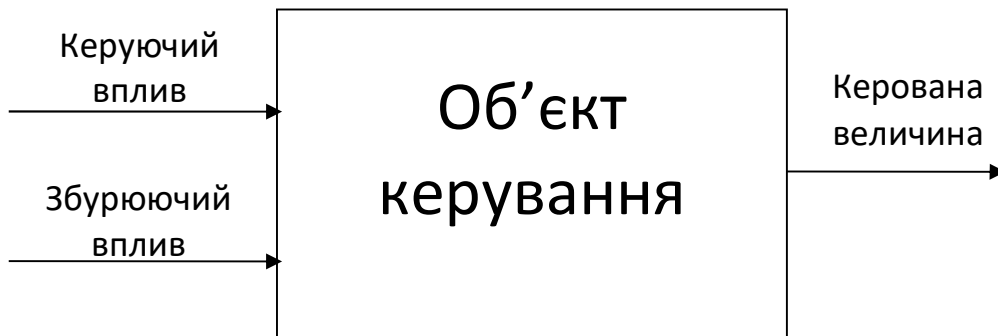 Керуючий
вплив
Збурюючий
вплив
Об’єкт
керування
Керована
величина